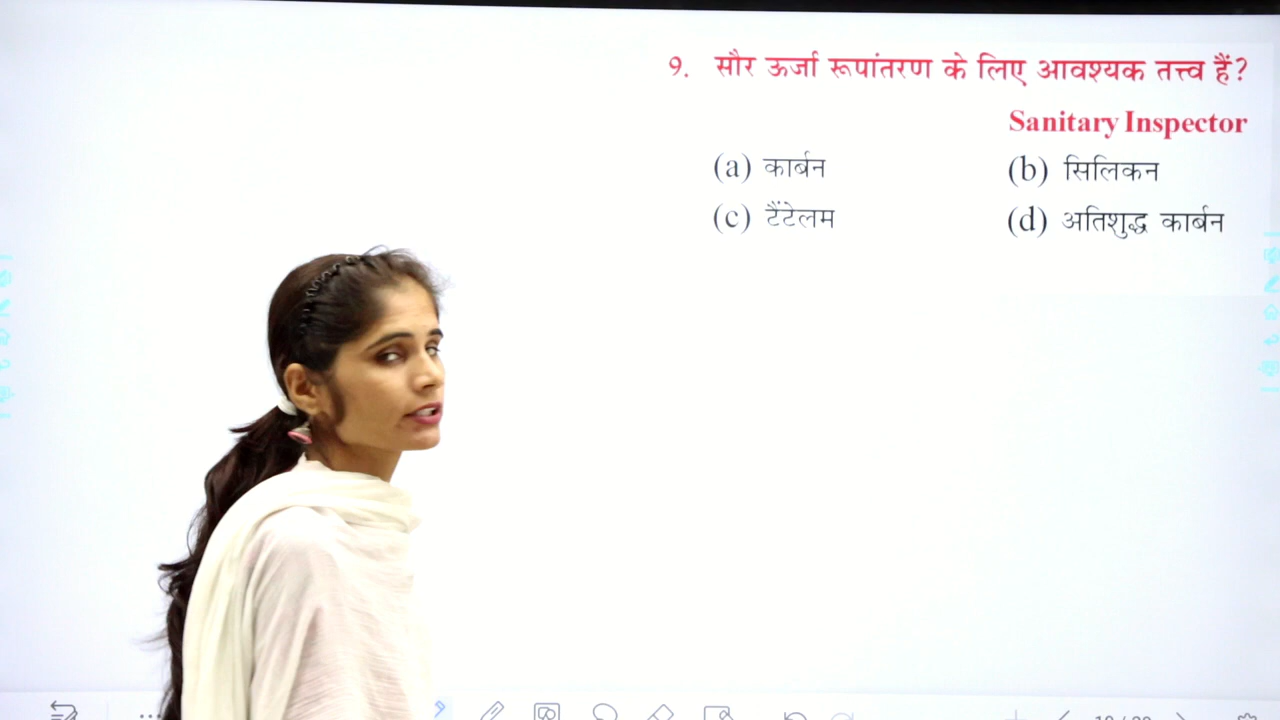 9. सौर ऊर्जा रूपांतरण के लिए आवश्यक तत्त्व हैं?
Sanitary Inspector
(a) कार्बन (b) सिलिकन
(c) टैंटेलम (d) अतिशुद्ध कार्बन